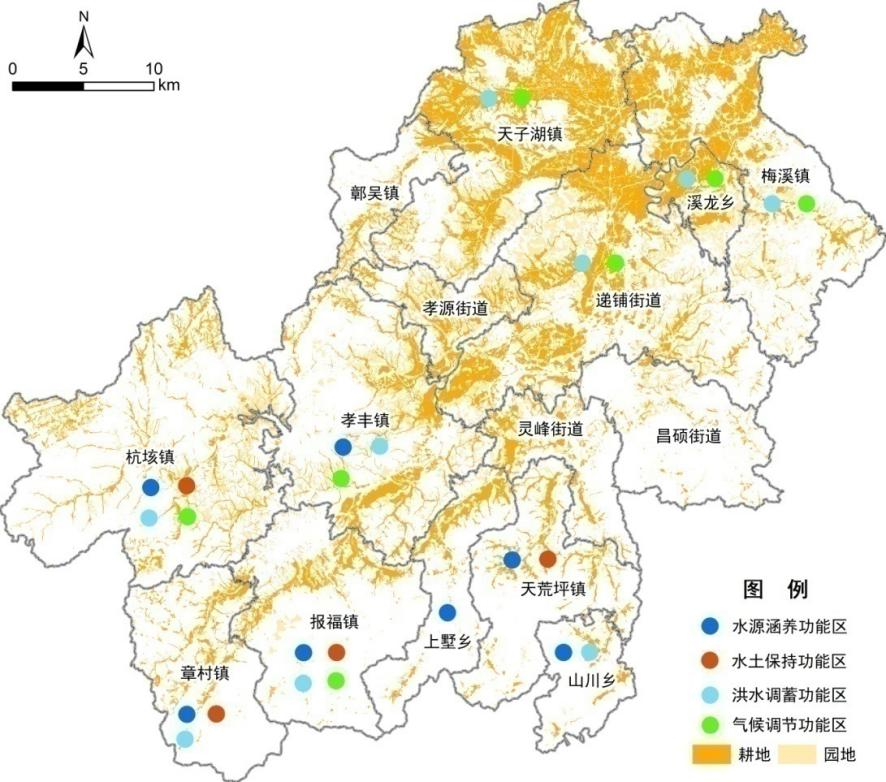 N
0 5 10 km
天子湖镇
鄣吴镇
溪龙乡
梅溪镇
递铺街道
孝源街道
孝丰镇
灵峰街道
昌硕街道
杭垓镇
天荒坪镇
报福镇
上墅乡
章村镇
山川乡
图 例
水源涵养功能区
水土保持功能区
洪水调蓄功能区
气候调节功能区
耕地 园地